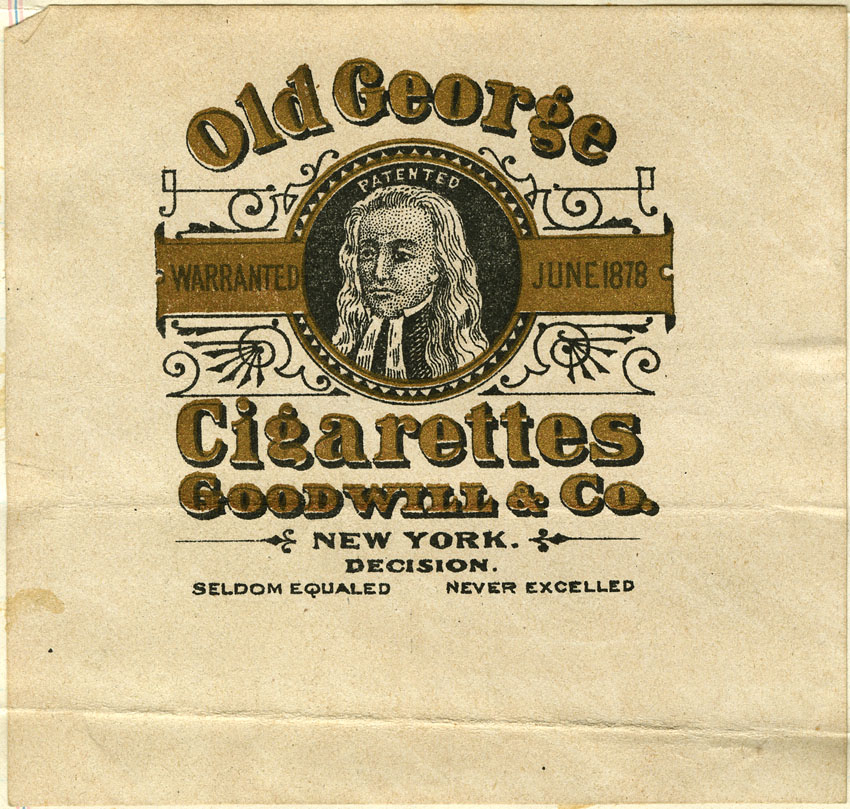 Old George
PATENTED
WARRANTED JUNE 1878
Cigarettes
GOODWILL & Co.
NEW YORK.
DECISION.
SELDOM EQUALED NEVER EXCELLED